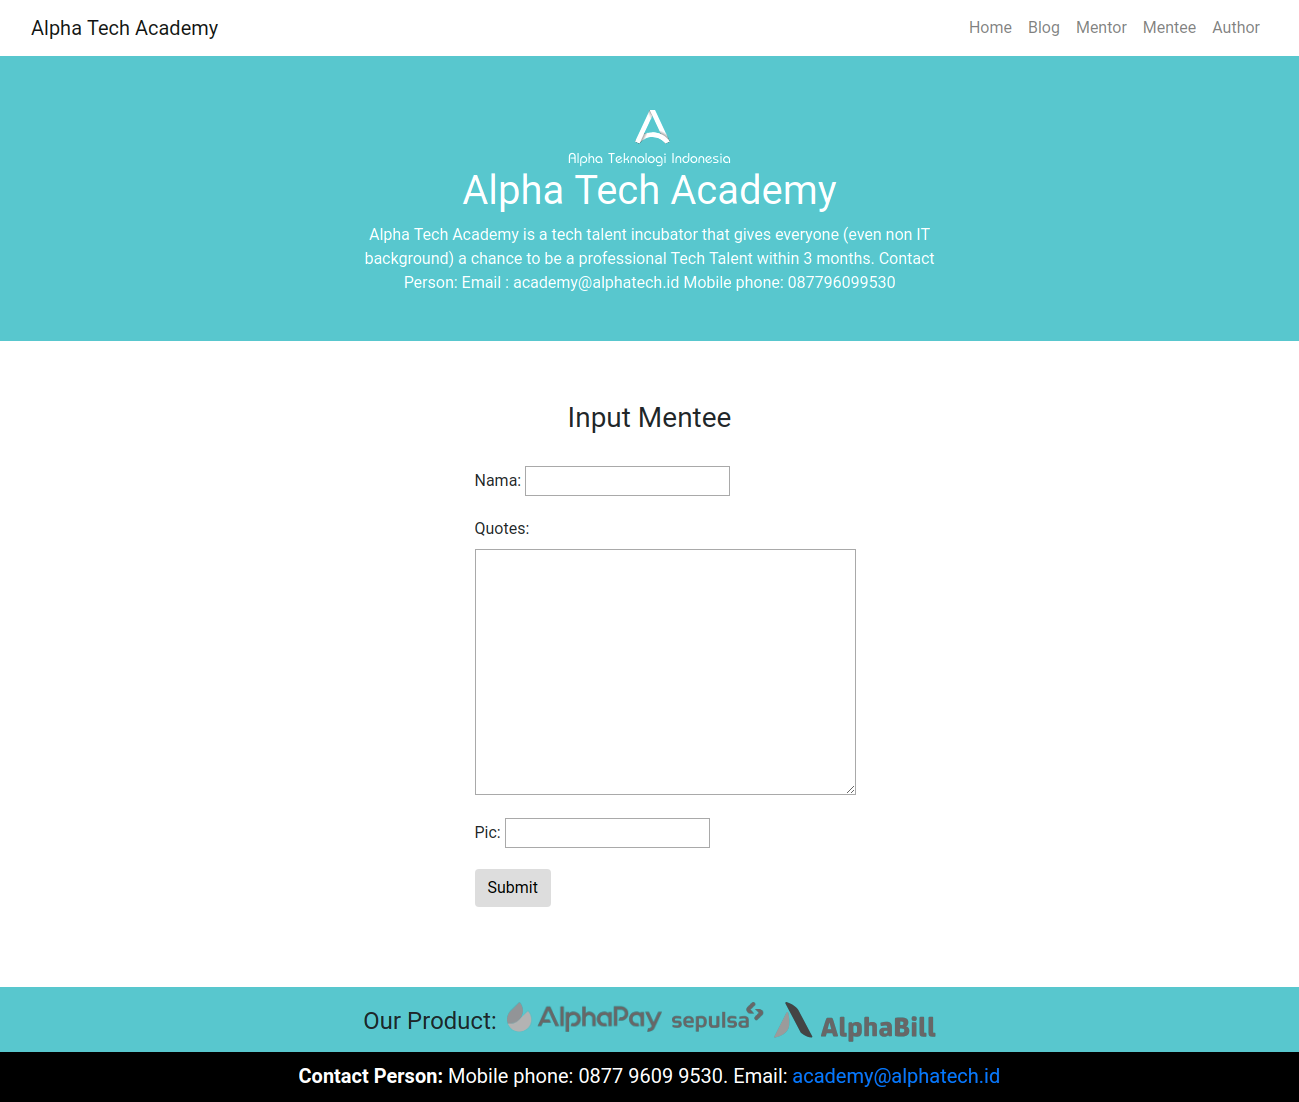 Alpha Tech Academy Home Blog Mentor Mentee Author
Alpha Teknologi Indonesia
Alpha Tech Academy
Alpha Tech Academy is a tech talent incubator that gives everyone (even non IT
background) a chance to be a professional Tech Talent within 3 months. Contact
Person: Email : academy@alphatech.id Mobile phone: 087796099530
Input Mentee
Nama:
Quotes:
Pic:
Submit
Our Product: AlphaPay sepulsa AlphaBill
Contact Person: Mobile phone: 0877 9609 9530. Email: academy@alphatech.id